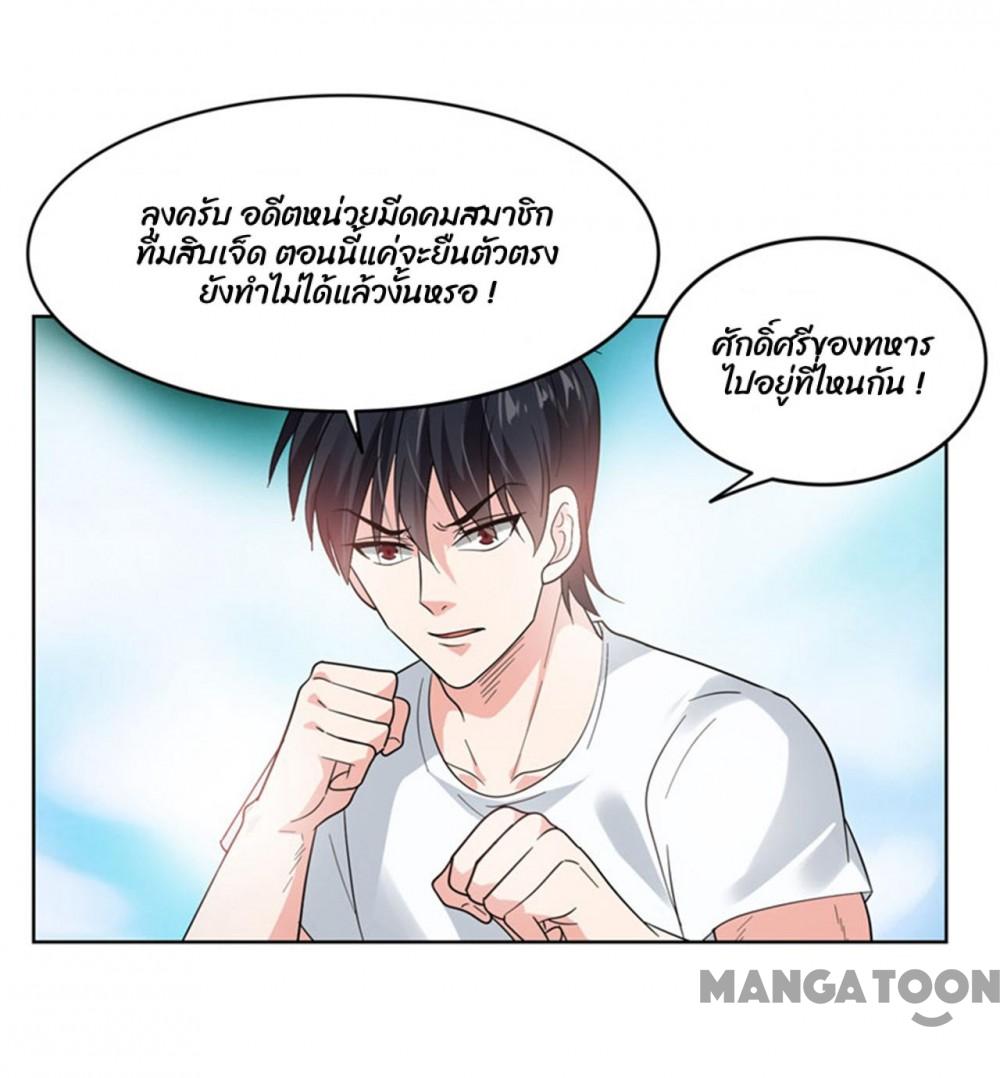 ลุงครับ อดีตหน่วยมีดคมสมาชิก
ทีมสิบเจ็ด ตอนนี้แค่จะยืนตัวตรง
ยังทำไม่ได้แล้วงั้นหรอ !
ศักดิ์ศรีของทหาร
ไปอยู่ที่ไหนกัน !
MANGATOON